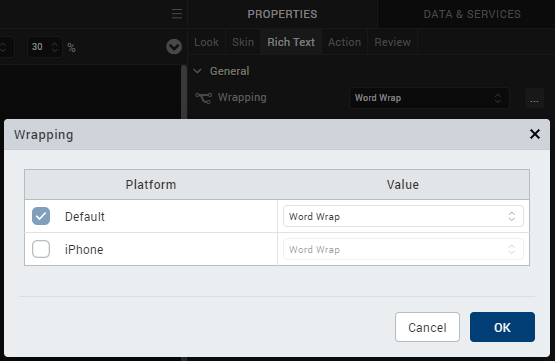 PROPERTIES DATA & SERVICES
30 %
Look Skin Rich Text Action Review
General
Wrapping Word Wrap ...
Wrapping
Platform Value
Default Word Wrap
iPhone Word Wrap
Cancel OK